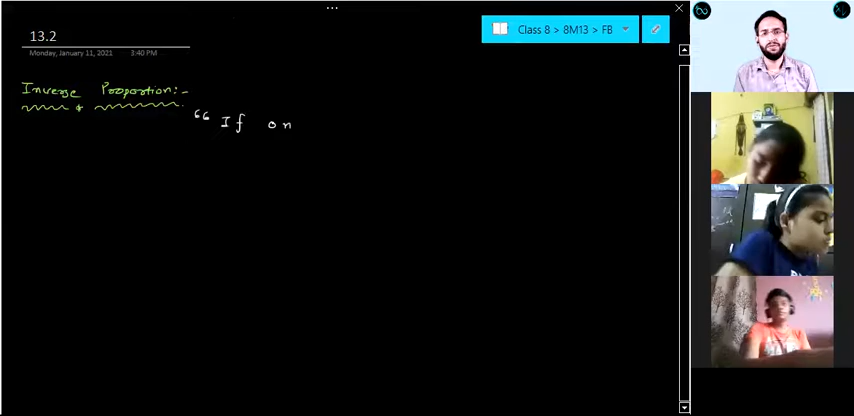 ...
13.2
Class 8 > 8M13 > FB
Monday, January 11, 2021 3:40 PM
Inverse Proportion:-
“ If on